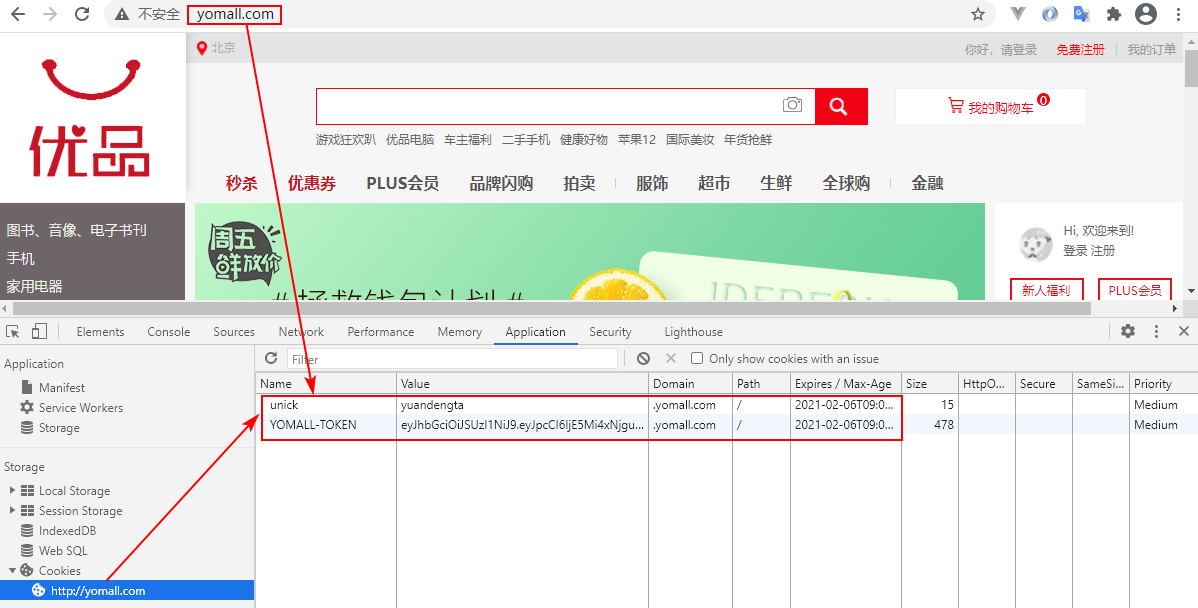 不安全 yomall.com
优品
北京 你好，请登录 免费注册 我的订单
我的购物车 0
游戏狂欢趴 优品电脑 车主福利 二手手机 健康好物 苹果12 国际美妆 年货抢鲜
秒杀 优惠券 PLUS会员 品牌闪购 拍卖 服饰 超市 生鲜 全球购 金融
图书、音像、电子书刊
手机
家用电器
周五
鲜放价
#拯救钱包计划#
Hi, 欢迎来到!
登录 注册
新人福利 PLUS会员
Elements Console Sources Network Performance Memory Application Security Lighthouse
Application
Manifest
Service Workers
Storage
Storage
Local Storage
Session Storage
IndexedDB
Web SQL
Cookies
http://yomall.com
Filter Only show cookies with an issue
Name Value Domain Path Expires / Max-Age Size HttpO... Secure SameSi... Priority
unick yuandengta .yomall.com / 2021-02-06T09:0... 15 Medium
YOMALL-TOKEN eyJhbGciOiJSUzI1NiJ9.eyJpcCI6IjE5Mi4xNjgu... .yomall.com / 2021-02-06T09:0... 478 Medium